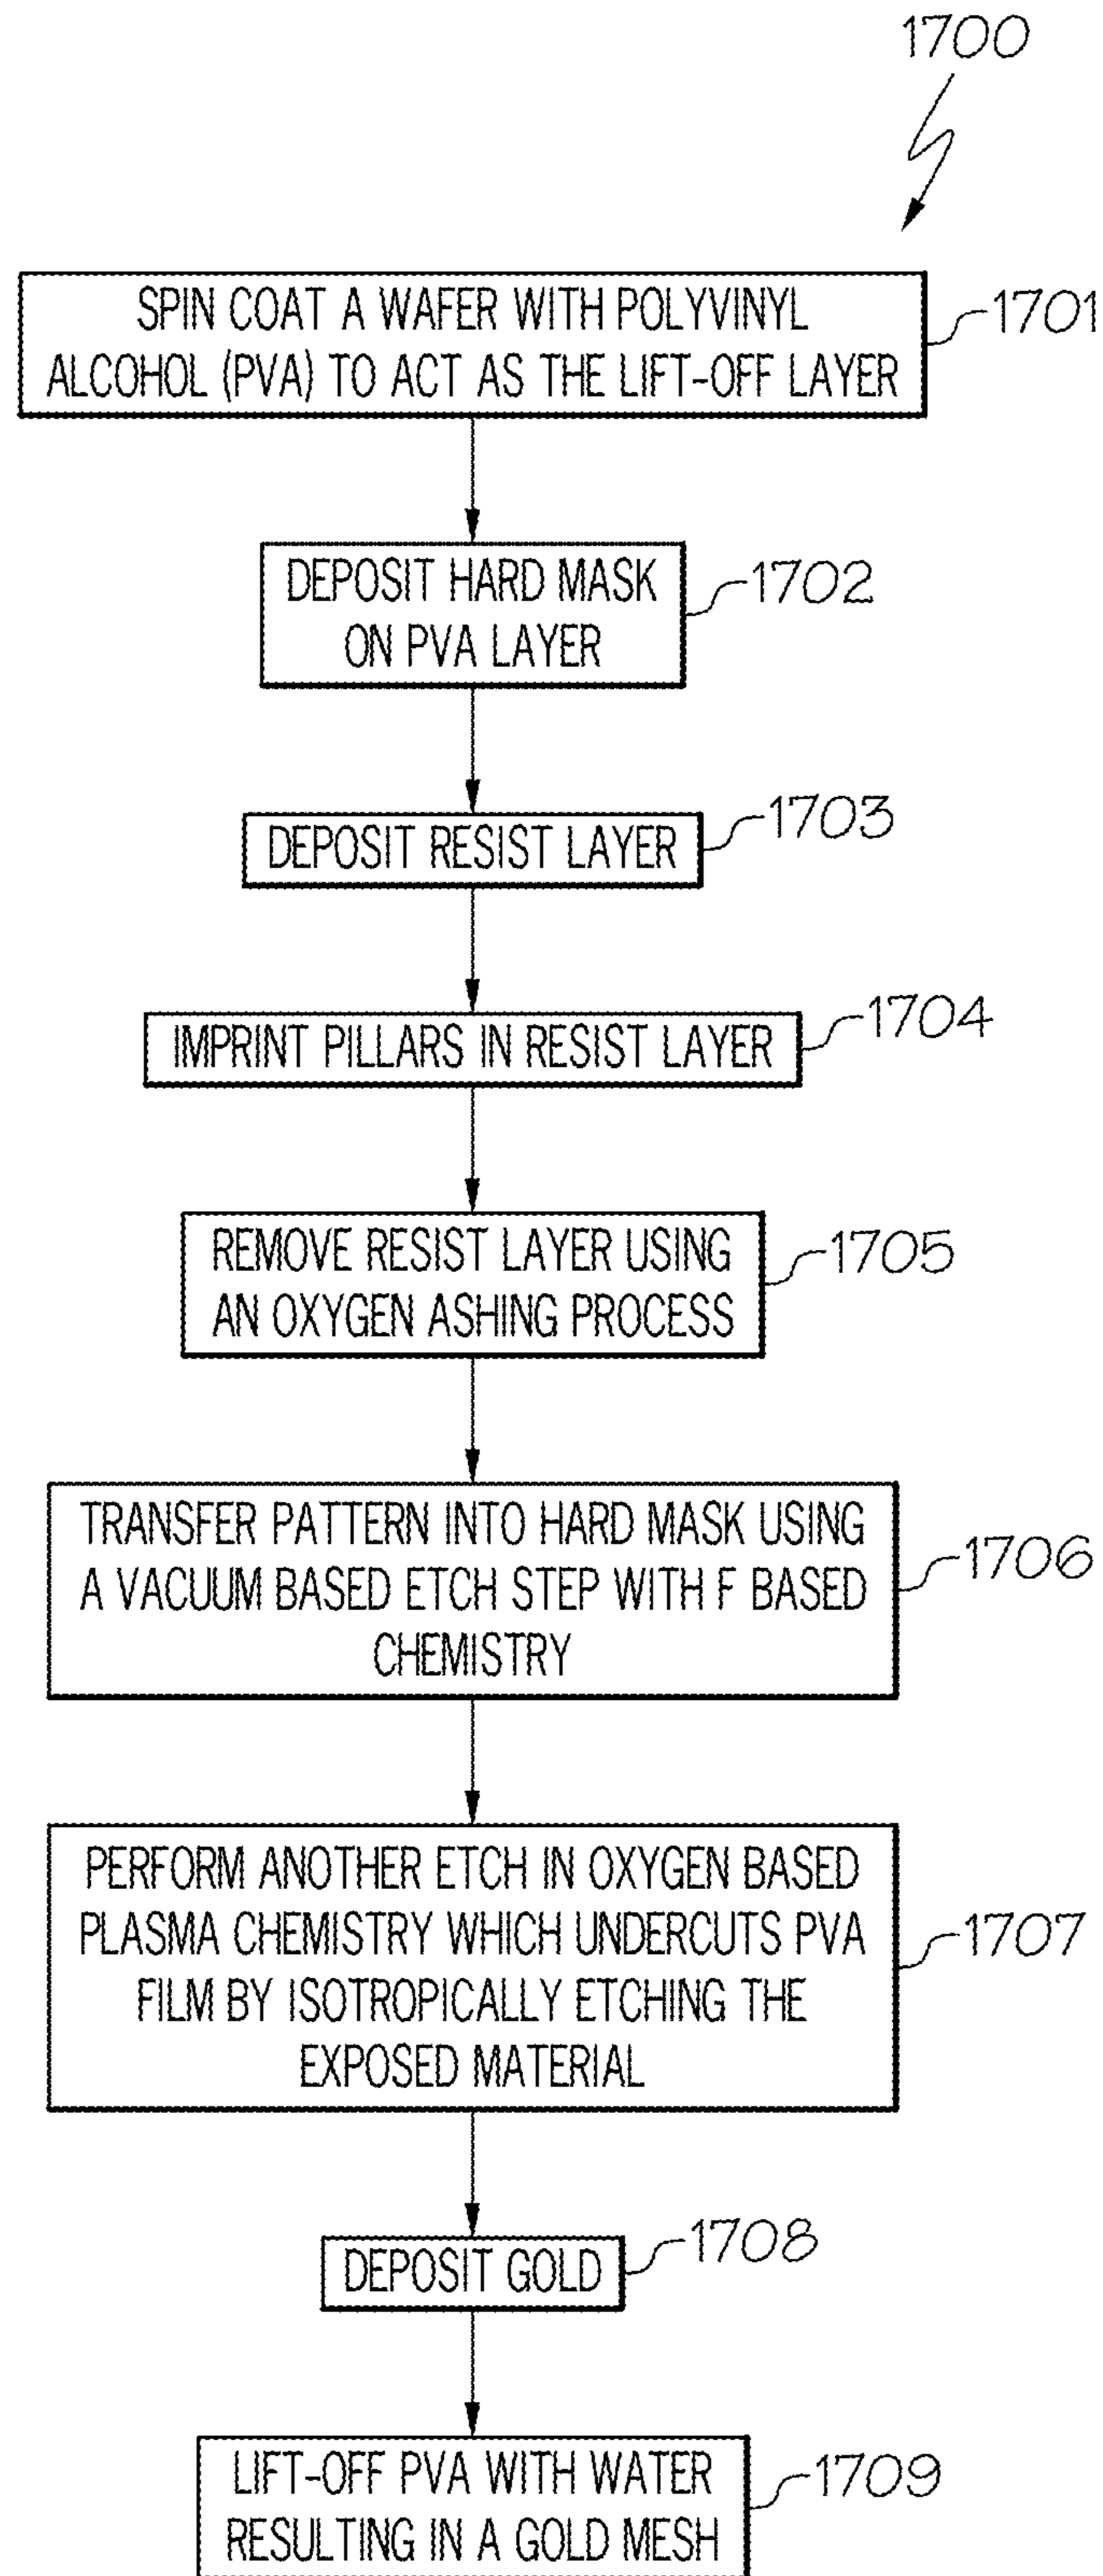 1700
SPIN COAT A WAFER WITH POLYVINYL
ALCOHOL (PVA) TO ACT AS THE LIFT-OFF LAYER
1701
DEPOSIT HARD MASK
ON PVA LAYER
1702
DEPOSIT RESIST LAYER
1703
IMPRINT PILLARS IN RESIST LAYER
1704
REMOVE RESIST LAYER USING
AN OXYGEN ASHING PROCESS
1705
TRANSFER PATTERN INTO HARD MASK USING
A VACUUM BASED ETCH STEP WITH F BASED
CHEMISTRY
1706
PERFORM ANOTHER ETCH IN OXYGEN BASED
PLASMA CHEMISTRY WHICH UNDERCUTS PVA
FILM BY ISOTROPICALLY ETCHING THE
EXPOSED MATERIAL
1707
DEPOSIT GOLD
1708
LIFT-OFF PVA WITH WATER
RESULTING IN A GOLD MESH
1709